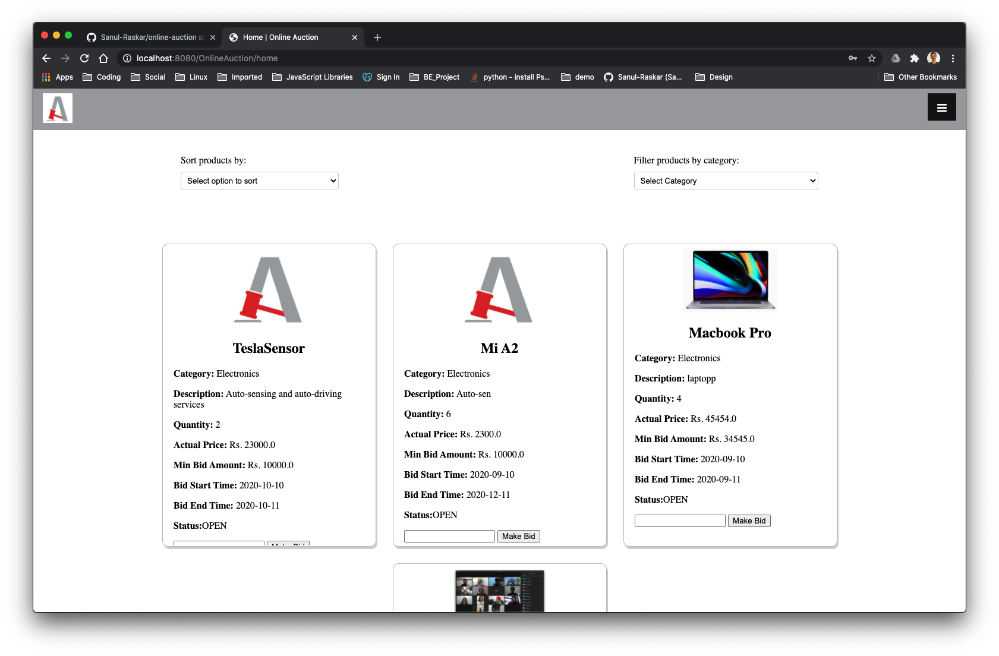 Sanul-Raskar/online-auction at
Home | Online Auction
localhost:8080/OnlineAuction/home
Apps
Coding
Social
Linux
Imported
JavaScript Libraries
Sign In
BE_Project
python - install Ps...
demo
Sanul-Raskar (Sa...
Design
Other Bookmarks
Sort products by:
Select option to sort
Filter products by category:
Select Category
TeslaSensor
Category: Electronics
Description: Auto-sensing and auto-driving
services
Quantity: 2
Actual Price: Rs. 23000.0
Min Bid Amount: Rs. 10000.0
Bid Start Time: 2020-10-10
Bid End Time: 2020-10-11
Status:OPEN
Make Bid
Mi A2
Category: Electronics
Description: Auto-sen
Quantity: 6
Actual Price: Rs. 2300.0
Min Bid Amount: Rs. 10000.0
Bid Start Time: 2020-09-10
Bid End Time: 2020-12-11
Status:OPEN
Make Bid
Macbook Pro
Category: Electronics
Description: laptopp
Quantity: 4
Actual Price: Rs. 45454.0
Min Bid Amount: Rs. 34545.0
Bid Start Time: 2020-09-10
Bid End Time: 2020-09-11
Status:OPEN
Make Bid